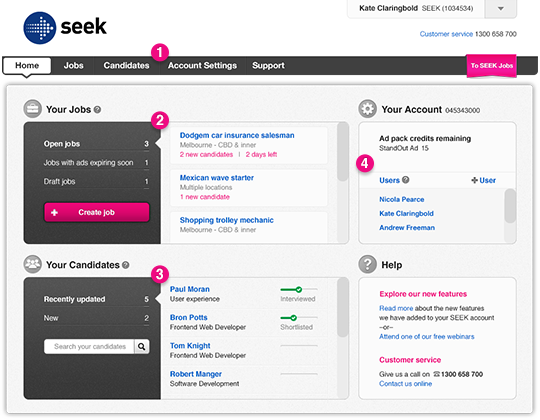 Kate Claringbold SEEK (1034534)
seek
Customer service 1300 658 700
1
Home Jobs Candidates Account Settings Support To SEEK Jobs
Your Jobs ?
Open jobs 3
Jobs with ads expiring soon 1
Draft jobs 1
+ Create job
2
Dodgem car insurance salesman
Melbourne - CBD & inner
2 new candidates | 2 days left
Mexican wave starter
Multiple locations
1 new candidate
Shopping trolley mechanic
Melbourne - CBD & inner
Your Account 045343000
Ad pack credits remaining
StandOut Ad 15
4
Users ? + User
Nicola Pearce
Kate Claringbold
Andrew Freeman
Your Candidates ?
Recently updated 5
New 2
Search your candidates
3
Paul Moran
User experience Interviewed
Bron Potts
Frontend Web Developer Shortlisted
Tom Knight
Frontend Web Developer
Robert Manger
Software Development
? Help
Explore our new features
Read more about the new features
we have added to your SEEK account
–or–
Attend one of our free webinars
Customer service
Give us a call on ☎1300 658 700
Contact us online